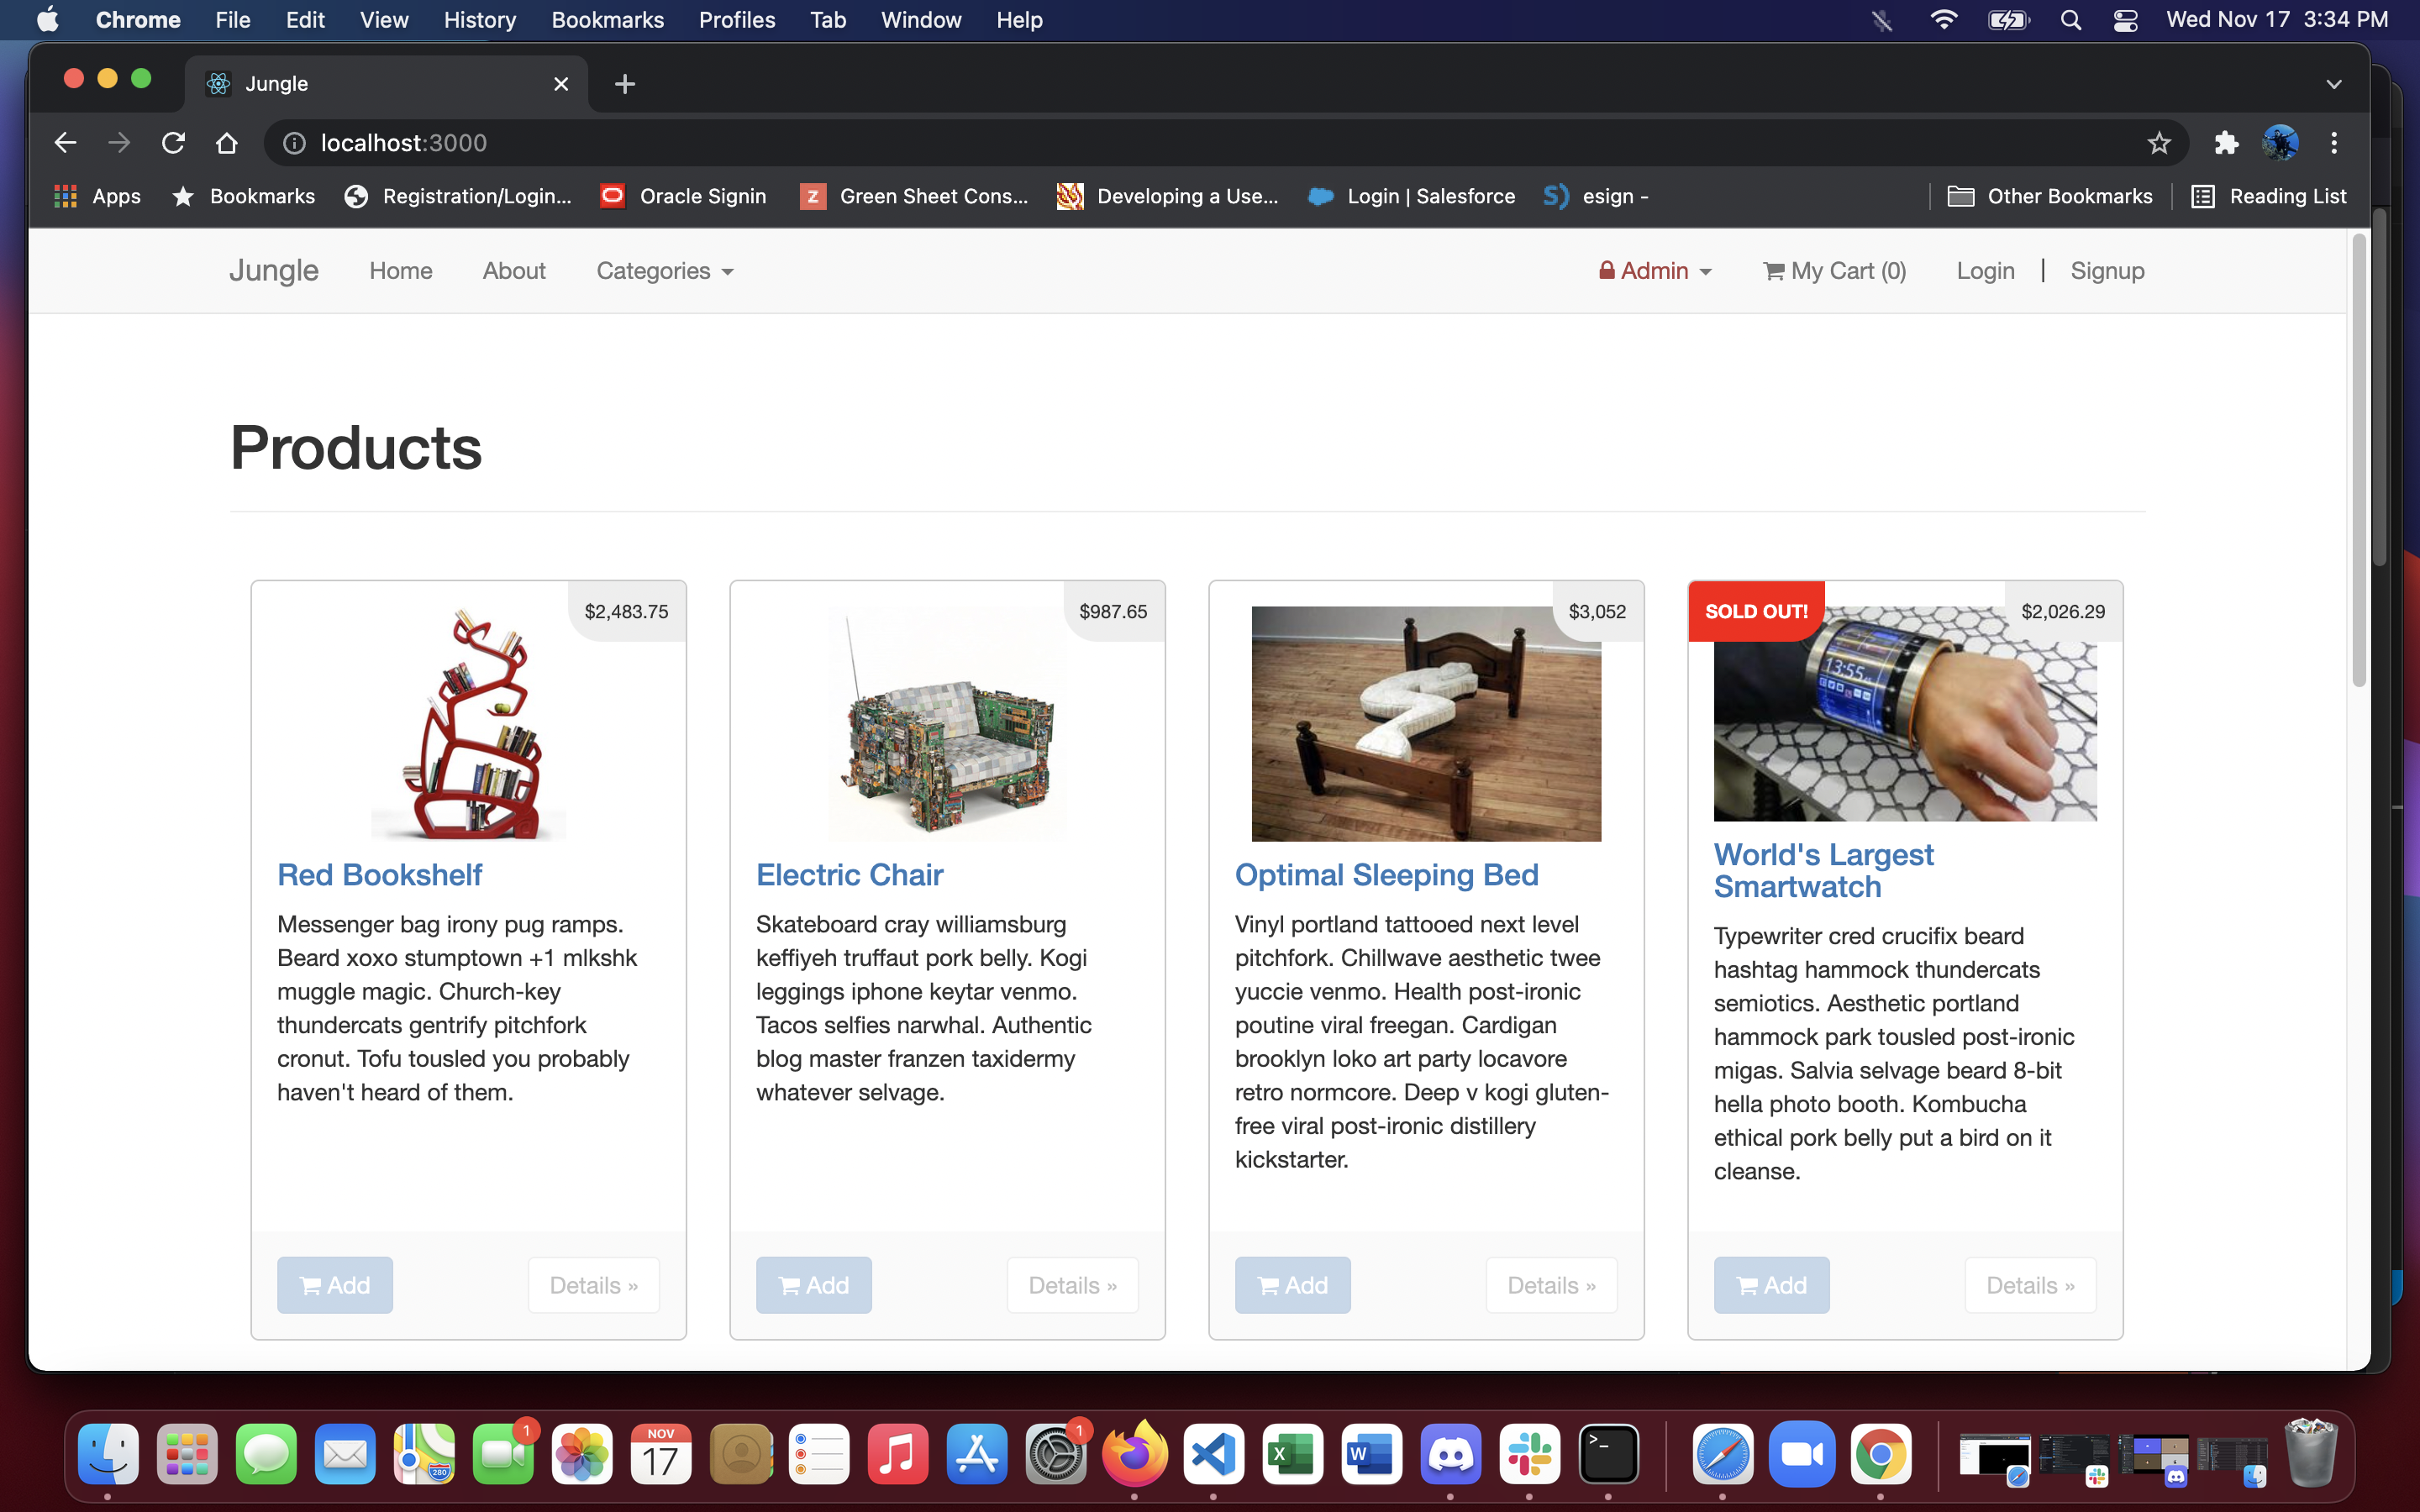 Chrome File Edit View History Bookmarks Profiles Tab Window Help Wed Nov 17 3:34 PM
Jungle
localhost:3000
Apps Bookmarks Registration/Login... Oracle Signin Green Sheet Cons... Developing a Use... Login | Salesforce esign - Other Bookmarks Reading List
Jungle Home About Categories Admin My Cart (0) Login | Signup
Products
$2,483.75
Red Bookshelf
Messenger bag irony pug ramps.
Beard xoxo stumptown +1 mlkshk
muggle magic. Church-key
thundercats gentrify pitchfork
cronut. Tofu tousled you probably
haven't heard of them.
Add Details »
$987.65
Electric Chair
Skateboard cray williamsburg
keffiyeh truffaut pork belly. Kogi
leggings iphone keytar venmo.
Tacos selfies narwhal. Authentic
blog master franzen taxidermy
whatever selvage.
Add Details »
$3,052
Optimal Sleeping Bed
Vinyl portland tattooed next level
pitchfork. Chillwave aesthetic twee
yuccie venmo. Health post-ironic
poutine viral freegan. Cardigan
brooklyn loko art party locavore
retro normcore. Deep v kogi gluten-
free viral post-ironic distillery
kickstarter.
Add Details »
SOLD OUT! $2,026.29
13:55
World's Largest
Smartwatch
Typewriter cred crucifix beard
hashtag hammock thundercats
semiotics. Aesthetic portland
hammock park tousled post-ironic
migas. Salvia selvage beard 8-bit
hella photo booth. Kombucha
ethical pork belly put a bird on it
cleanse.
Add Details »
280
1
NOV
17
1
X
W
>_